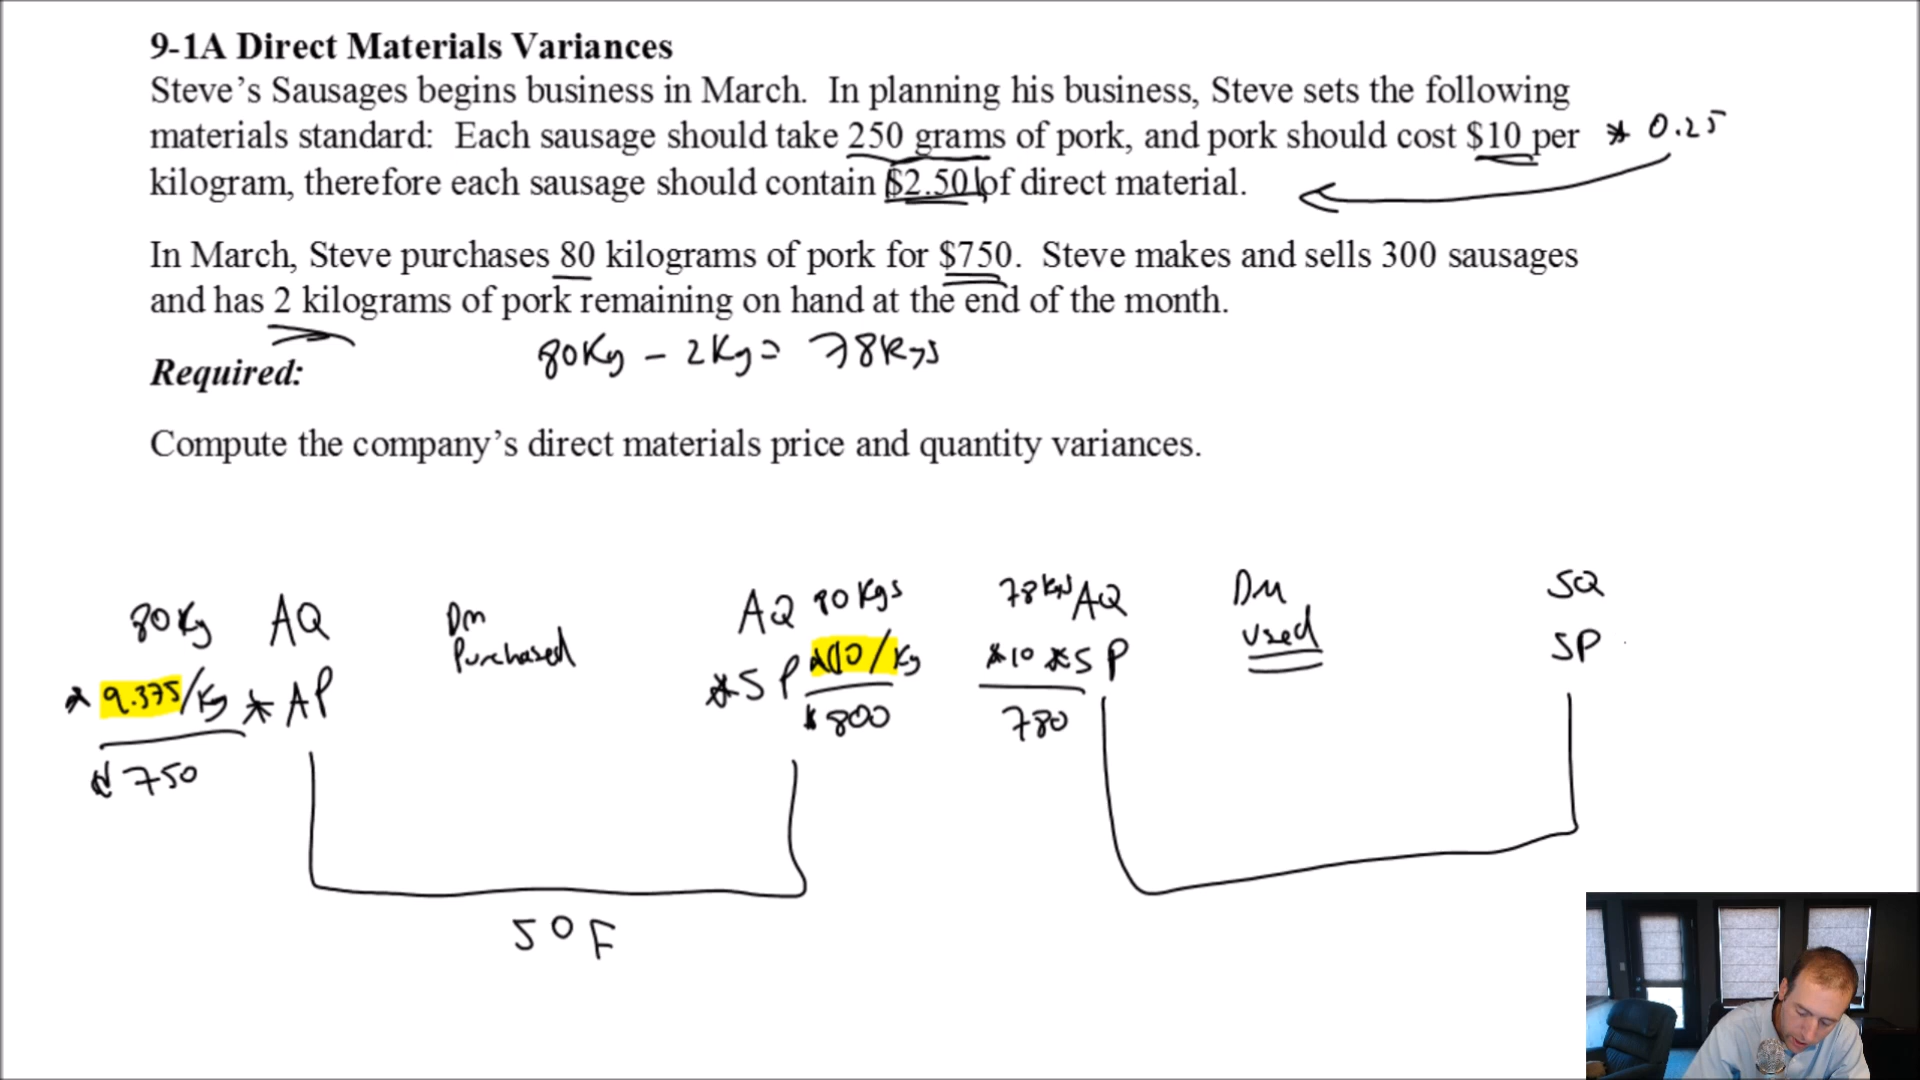 9-1A Direct Materials Variances
Steve’s Sausages begins business in March. In planning his business, Steve sets the following
materials standard: Each sausage should take 250 grams of pork, and pork should cost $10 per * 0.25
kilogram, therefore each sausage should contain $2.50 of direct material.
In March, Steve purchases 80 kilograms of pork for $750. Steve makes and sells 300 sausages
and has 2 kilograms of pork remaining on hand at the end of the month.
80Kg - 2Kg = 78Kgs
Required:
Compute the company’s direct materials price and quantity variances.
80Kg AQ
* 9.375/Kg * AP
$750
Dm
Purchased
AQ 80Kgs
*SP *10/Kg
$800
50F
78Kgs AQ
*10 *SP
780
Dm
Used
SQ
SP